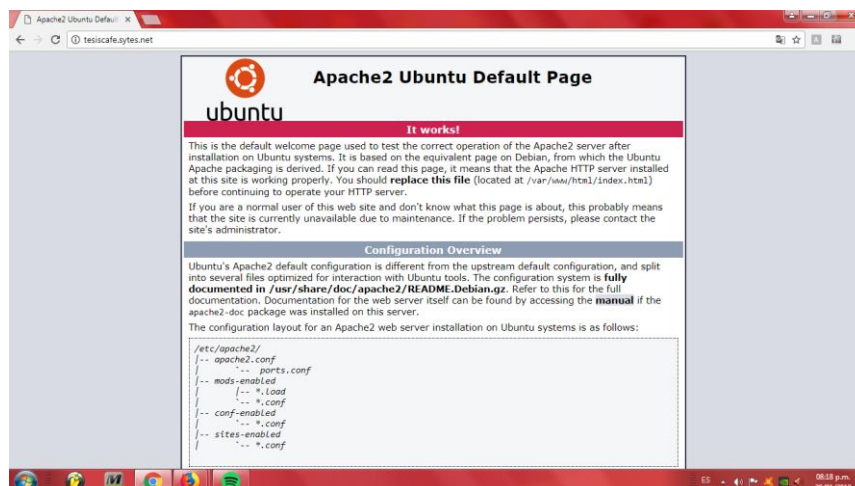 Apache2 Ubuntu Defaul
tesiscafe.sytes.net
ubuntu
Apache2 Ubuntu Default Page
It works!
This is the default welcome page used to test the correct operation of the Apache2 server after
installation on Ubuntu systems. It is based on the equivalent page on Debian, from which the Ubuntu
Apache packaging is derived. If you can read this page, it means that the Apache HTTP server installed
at this site is working properly. You should replace this file (located at /var/www/html/index.html)
before continuing to operate your HTTP server.
If you are a normal user of this web site and don't know what this page is about, this probably means
that the site is currently unavailable due to maintenance. If the problem persists, please contact the
site's administrator.
Configuration Overview
Ubuntu's Apache2 default configuration is different from the upstream default configuration, and split
into several files optimized for interaction with Ubuntu tools. The configuration system is fully
documented in /usr/share/doc/apache2/README.Debian.gz. Refer to this for the full
documentation. Documentation for the web server itself can be found by accessing the manual if the
apache2-doc package was installed on this server.
The configuration layout for an Apache2 web server installation on Ubuntu systems is as follows:
/etc/apache2/
|-- apache2.conf
|       `--  ports.conf
|-- mods-enabled
|       |-- *.load
|       `-- *.conf
|-- conf-enabled
|       `-- *.conf
|-- sites-enabled
|       `-- *.conf
ES
08:18 p.m.